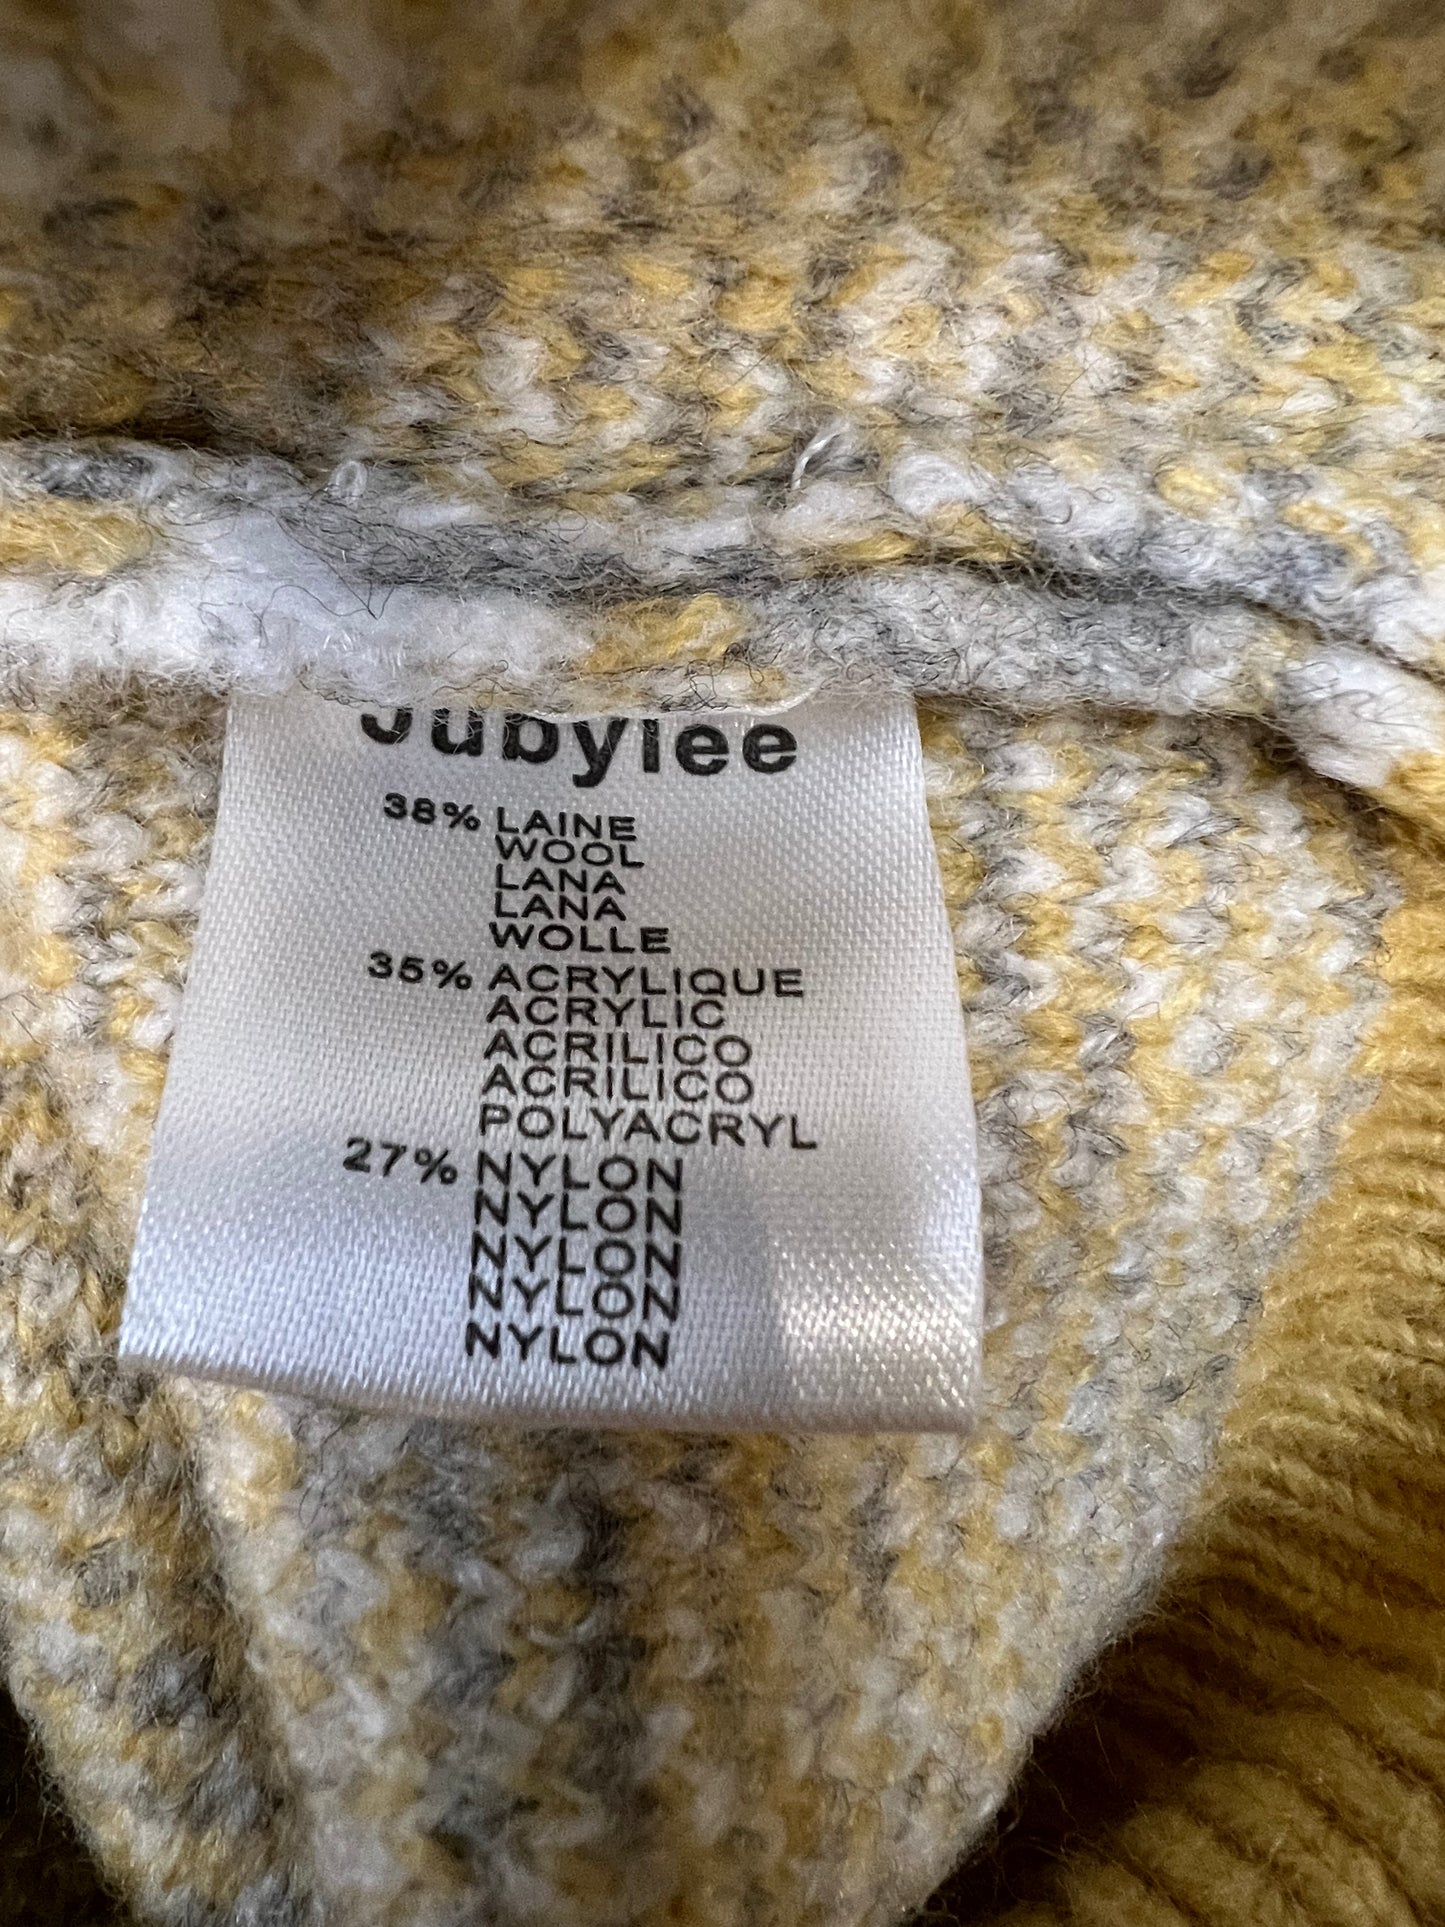 Jubylee
38% LAINE
WOOL
LANA
LANA
WOLLE
35% ACRYLIQUE
ACRYLIC
ACRILICO
ACRILICO
POLYACRYL
27% NYLON
NYLON
NYLON
NYLON
NYLON